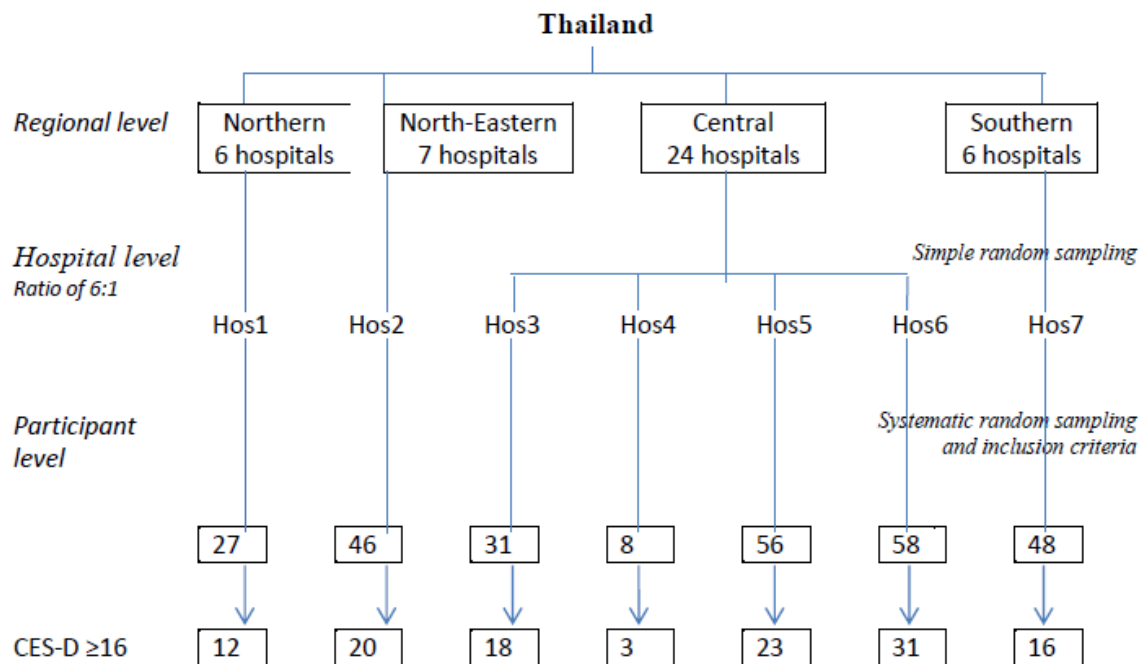 Thailand
Regional level
Northern
6 hospitals
North-Eastern
7 hospitals
Central
24 hospitals
Southern
6 hospitals
Hospital level
Ratio of 6:1
Simple random sampling
Hos1
Hos2
Hos3
Hos4
Hos5
Hos6
Hos7
Participant
level
Systematic random sampling
and inclusion criteria
27
46
31
8
56
58
48
CES-D ≥16
12
20
18
3
23
31
16